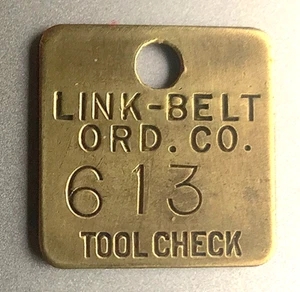 LINK-BELT
ORD. CO.
613
TOOL CHECK